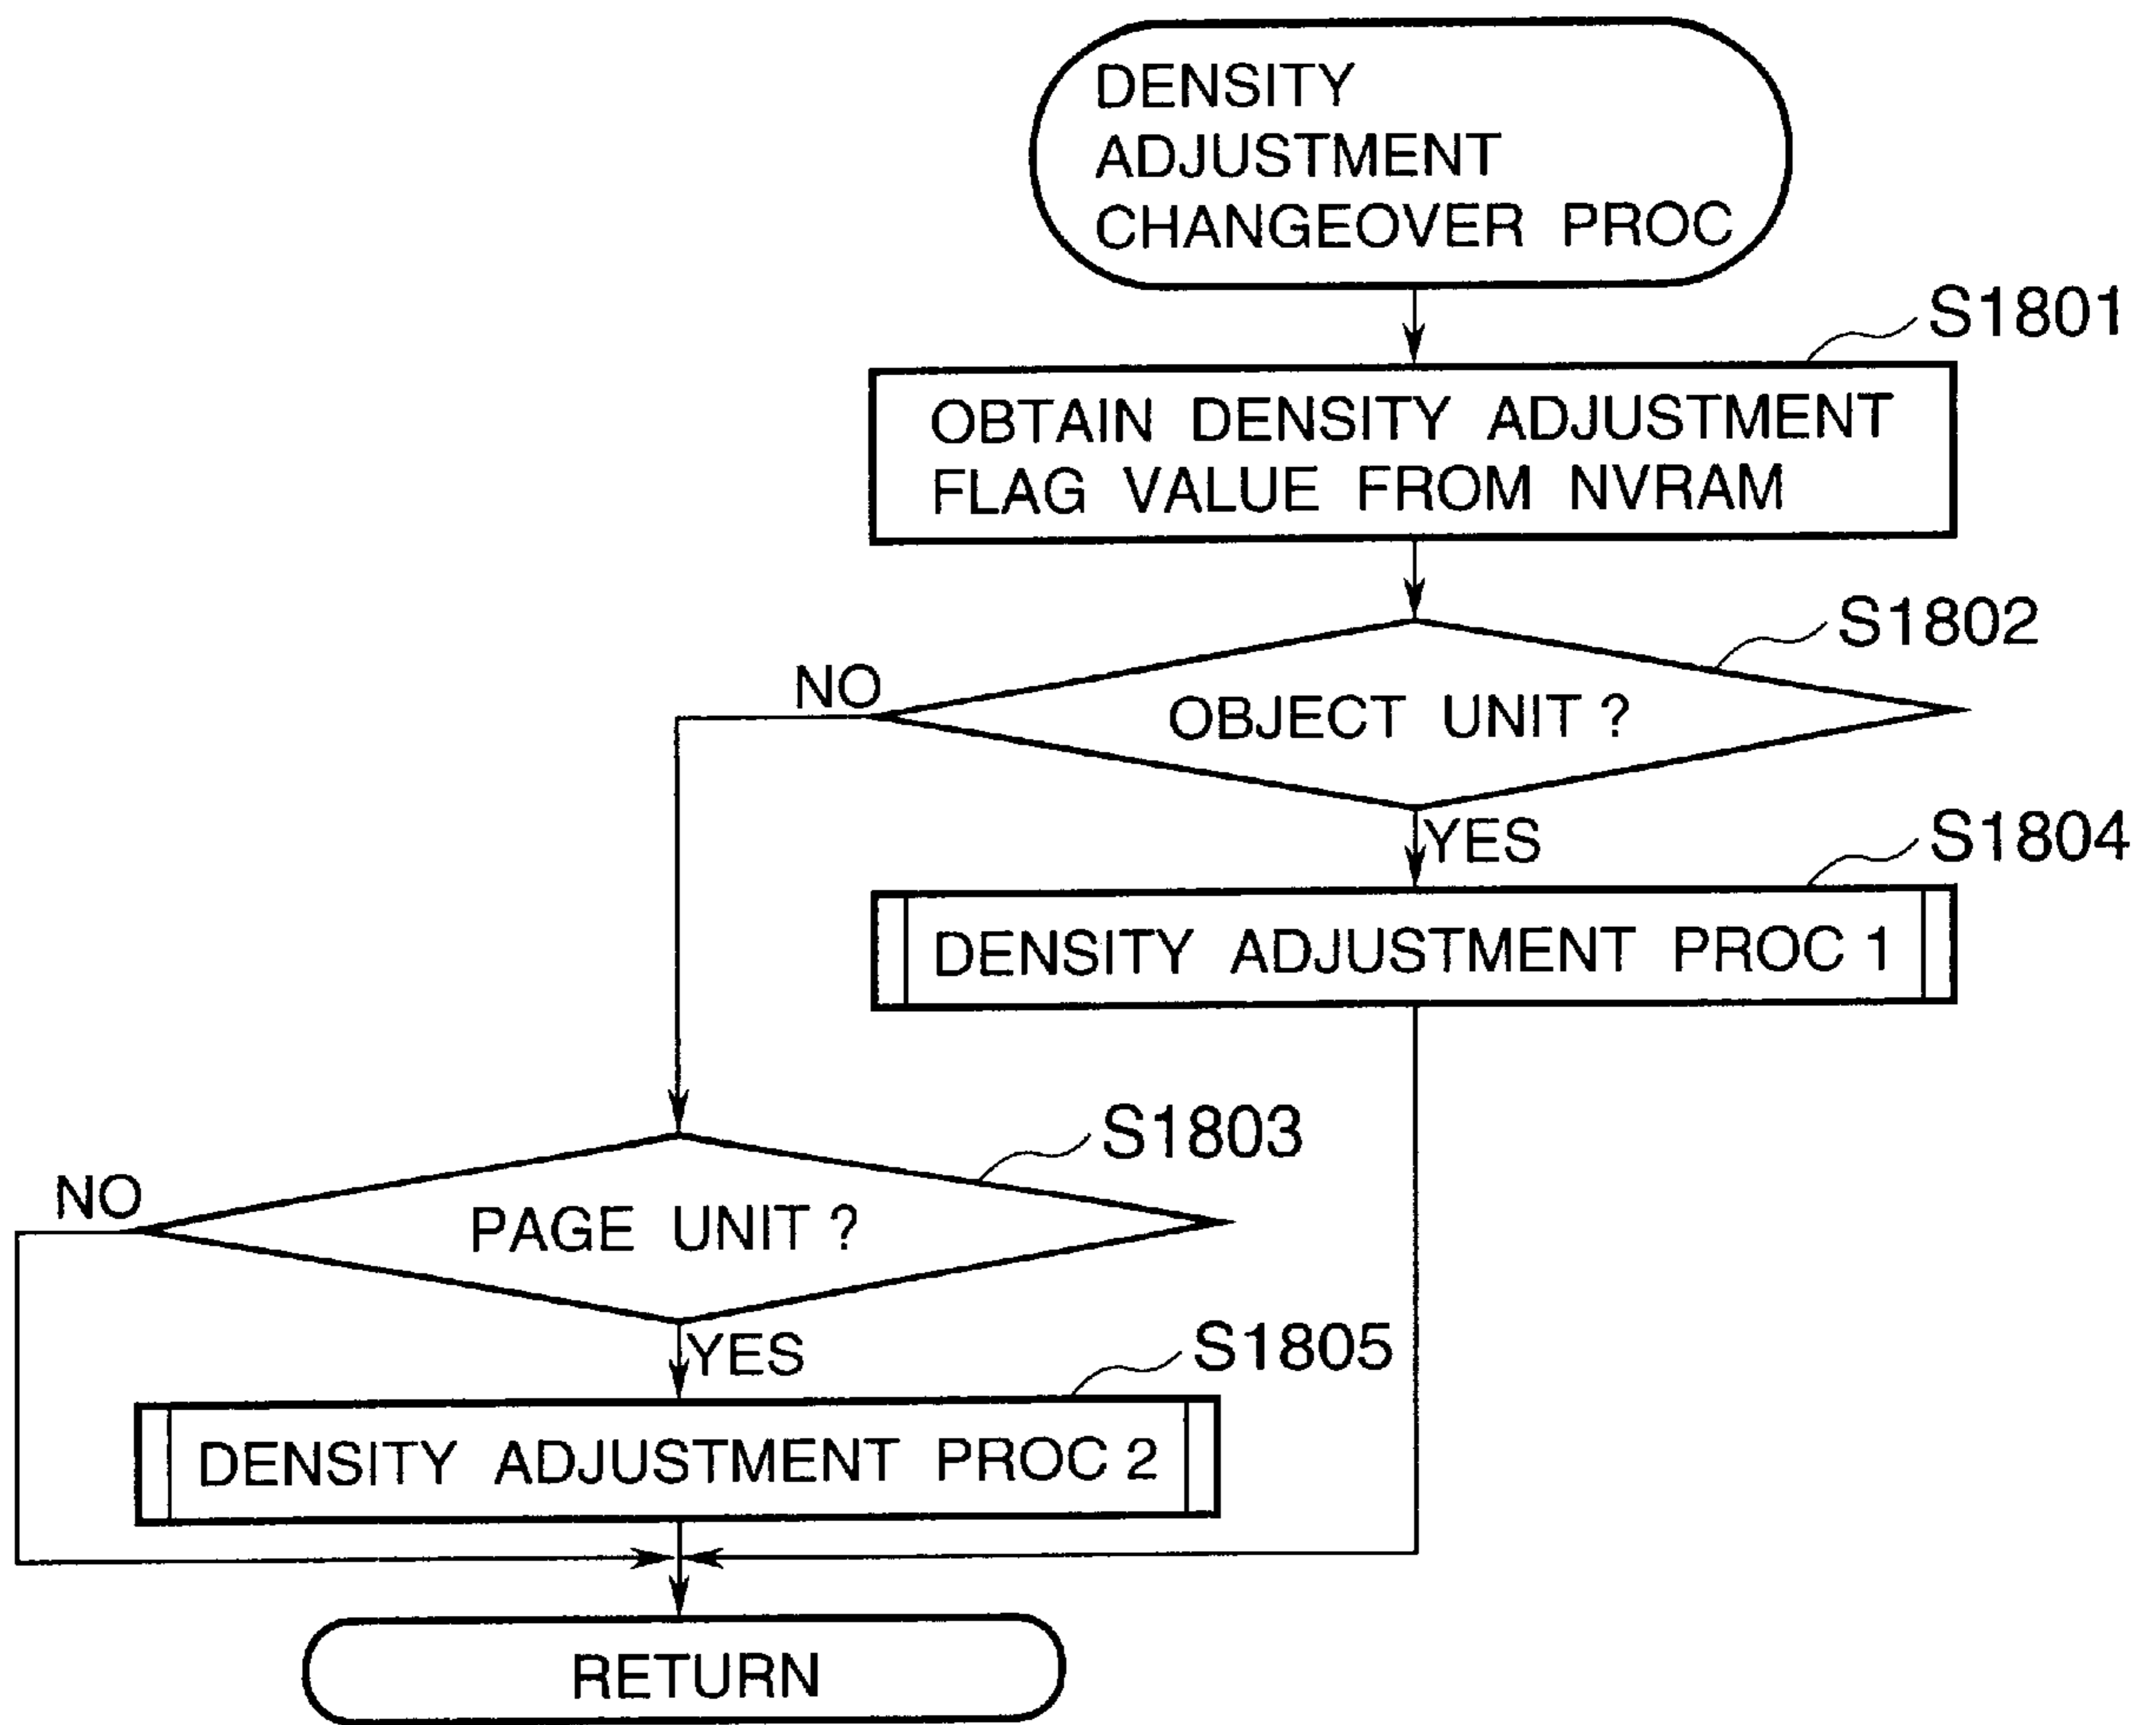 DENSITY
ADJUSTMENT
CHANGEOVER PROC
S1801
OBTAIN DENSITY ADJUSTMENT
FLAG VALUE FROM NVRAM
S1802
NO
OBJECT UNIT ?
YES
S1804
DENSITY ADJUSTMENT PROC 1
S1803
NO
PAGE UNIT ?
YES
S1805
DENSITY ADJUSTMENT PROC 2
RETURN